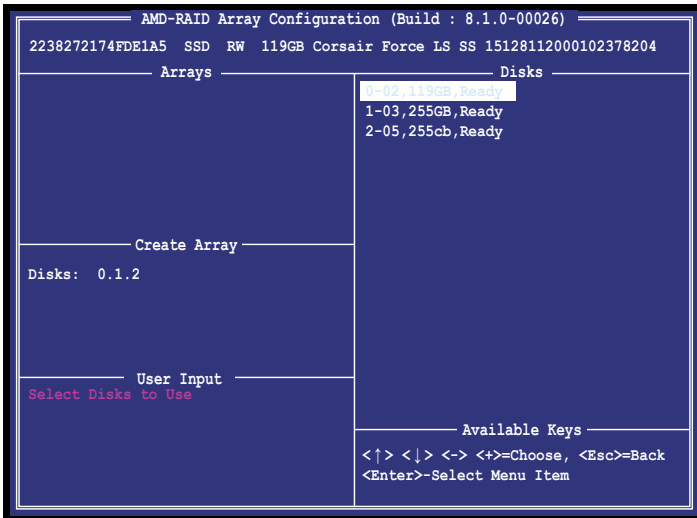 AMD-RAID Array Configuration (Build : 8.1.0-00026)
2238272174FDE1A5 SSD RW 119GB Corsair Force LS SS 15128112000102378204
Arrays
Disks
0-02,119GB,Ready
1-03,255GB,Ready
2-05,255cb,Ready
Create Array
Disks: 0.1.2
User Input
Select Disks to Use
Available Keys
<↑> <↓> <-> <+>=Choose, <Esc>=Back
<Enter>-Select Menu Item